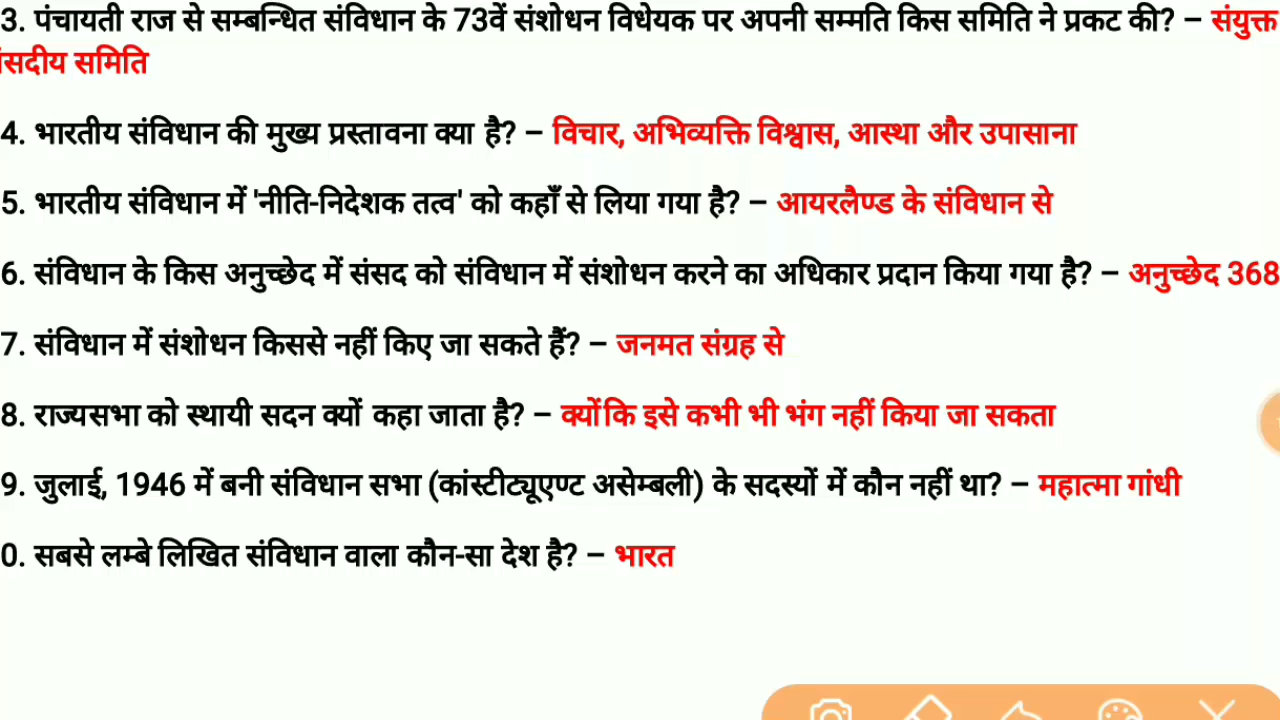 3. पंचायती राज से सम्बन्धित संविधान के 73वें संशोधन विधेयक पर अपनी सम्मति किस समिति ने प्रकट की? – संयुक्त
ंसदीय समिति
4. भारतीय संविधान की मुख्य प्रस्तावना क्या है? – विचार, अभिव्यक्ति विश्वास, आस्था और उपासाना
5. भारतीय संविधान में 'नीति-निदेशक तत्व' को कहाँ से लिया गया है? – आयरलैण्ड के संविधान से
6. संविधान के किस अनुच्छेद में संसद को संविधान में संशोधन करने का अधिकार प्रदान किया गया है? – अनुच्छेद 368
7. संविधान में संशोधन किससे नहीं किए जा सकते हैं? – जनमत संग्रह से
8. राज्यसभा को स्थायी सदन क्यों कहा जाता है? – क्योंकि इसे कभी भी भंग नहीं किया जा सकता
9. जुलाई, 1946 में बनी संविधान सभा (कांस्टीट्यूएण्ट असेम्बली) के सदस्यों में कौन नहीं था? – महात्मा गांधी
0. सबसे लम्बे लिखित संविधान वाला कौन-सा देश है? – भारत